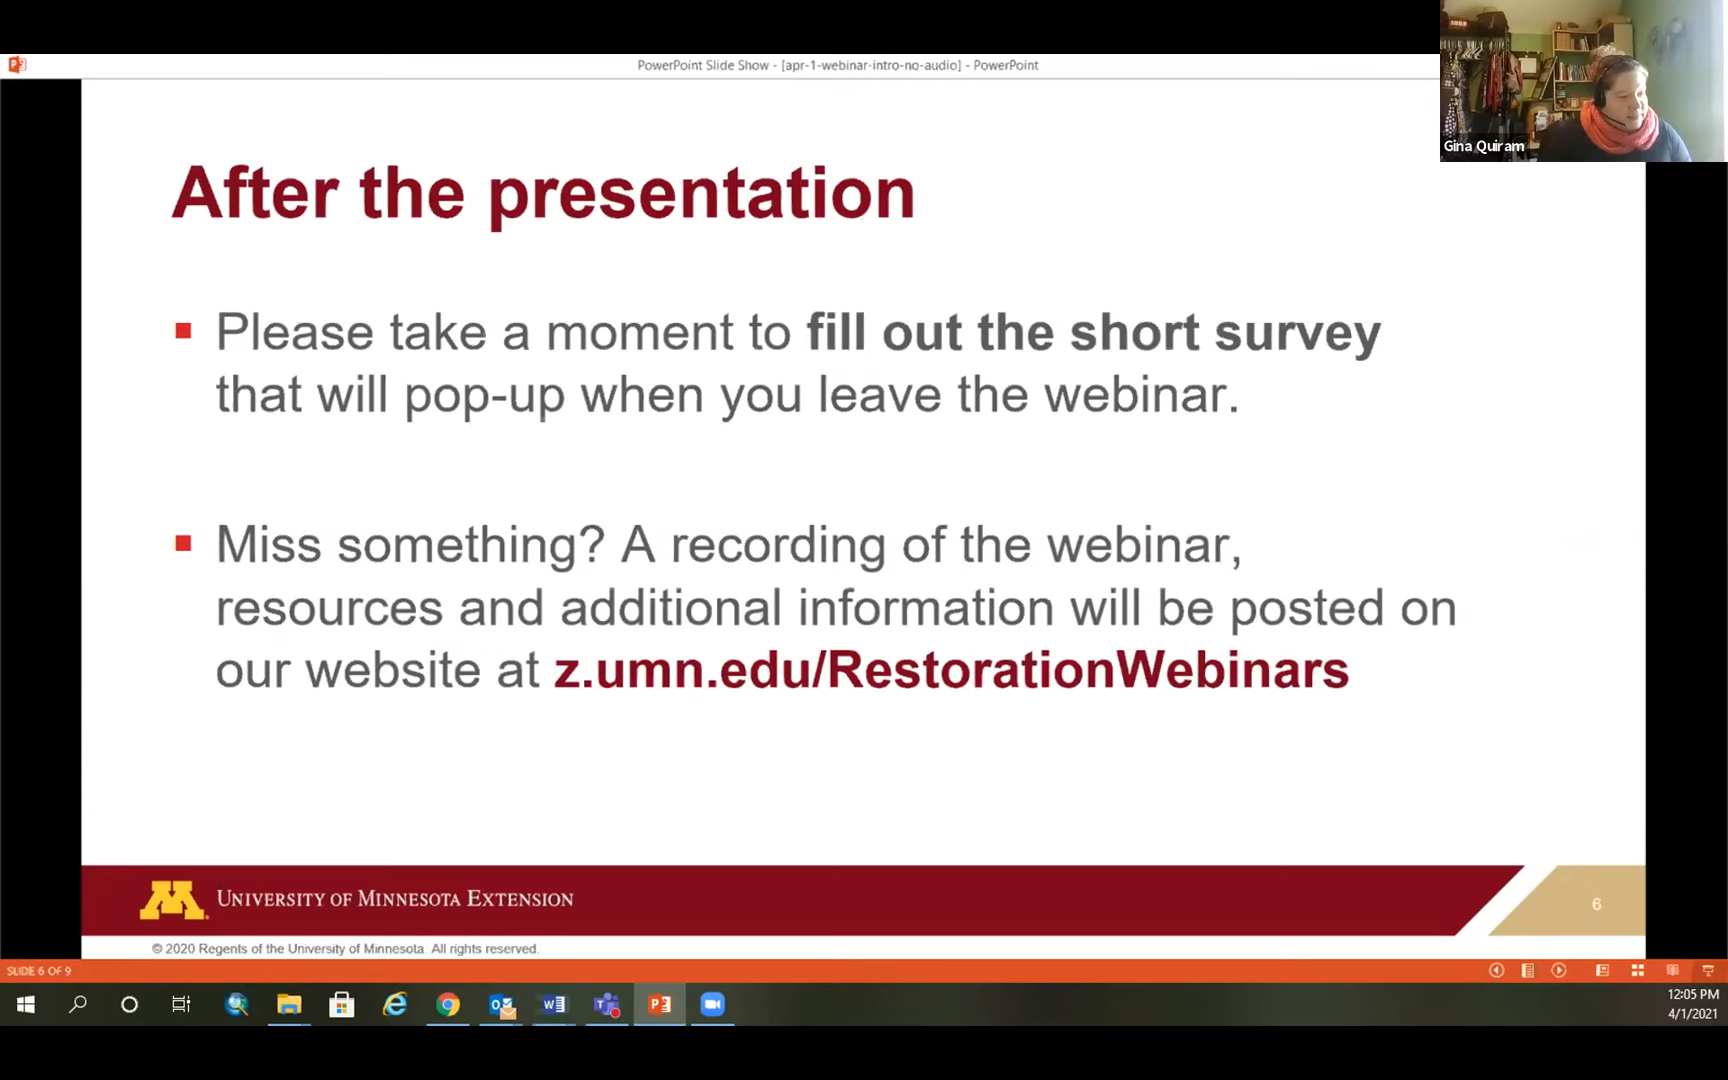 PowerPoint Slide Show - [apr-1-webinar-intro-no-audio] - PowerPoint
Gina Quiram
After the presentation
Please take a moment to fill out the short survey
that will pop-up when you leave the webinar.
Miss something? A recording of the webinar,
resources and additional information will be posted on
our website at z.umn.edu/RestorationWebinars
M
UNIVERSITY OF MINNESOTA EXTENSION
6
© 2020 Regents of the University of Minnesota. All rights reserved.
SLIDE 6 OF 9
12:05 PM
4/1/2021